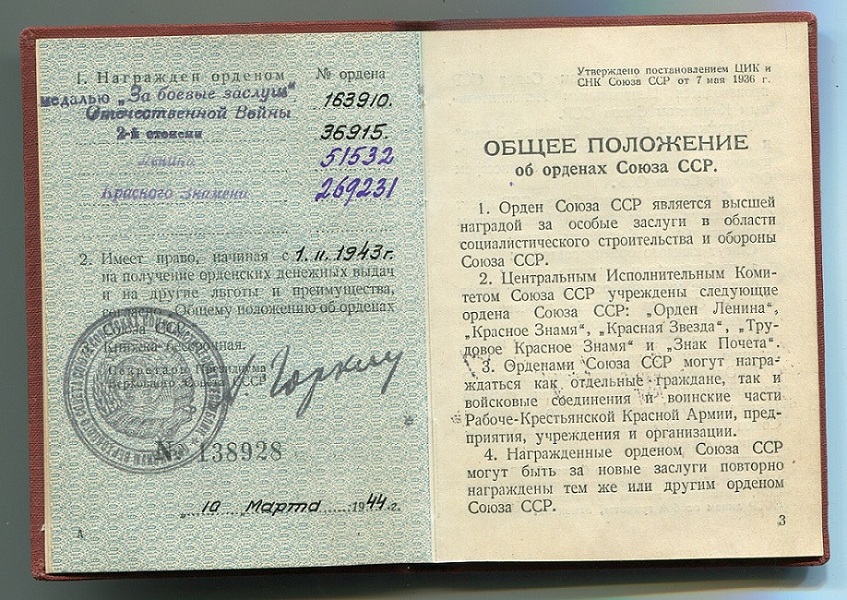 1. Награжден орденом № ордена
медалью „За боевые заслуги" 163910.
Отечественной Войны
2-й степени 36915.
Ленина 51532
Красного Знамени 269231
2. Имеет право, начиная с 1.II.1943г.
на получение орденских денежных выдач
и на другие льготы и преимущества,
согласно Общему положению об орденах
Союза ССР.
Книжка бессрочная.
Секретарь Президиума
Верховного Совета СССР
А. Горкин
№ 138928
„10 „ Марта 1944 г.
А
Утверждено постановлением ЦИК и
СНК Союза ССР от 7 мая 1936 г.
ОБЩЕЕ ПОЛОЖЕНИЕ
об орденах Союза ССР.
1. Орден Союза ССР является высшей
наградой за особые заслуги в области
социалистического строительства и обороны
Союза ССР.
2. Центральным Исполнительным Коми-
тетом Союза ССР учреждены следующие
ордена Союза ССР: „Орден Ленина",
„Красное Знамя", „Красная Звезда", „Тру-
довое Красное Знамя" и „Знак Почета".
3. Орденами Союза ССР могут награ-
ждаться как отдельные граждане, так и
войсковые соединения и воинские части
Рабоче-Крестьянской Красной Армии, пред-
приятия, учреждения и организации.
4. Награжденные орденом Союза ССР
могут быть за новые заслуги повторно
награждены тем же или другим орденом
Союза ССР.
3